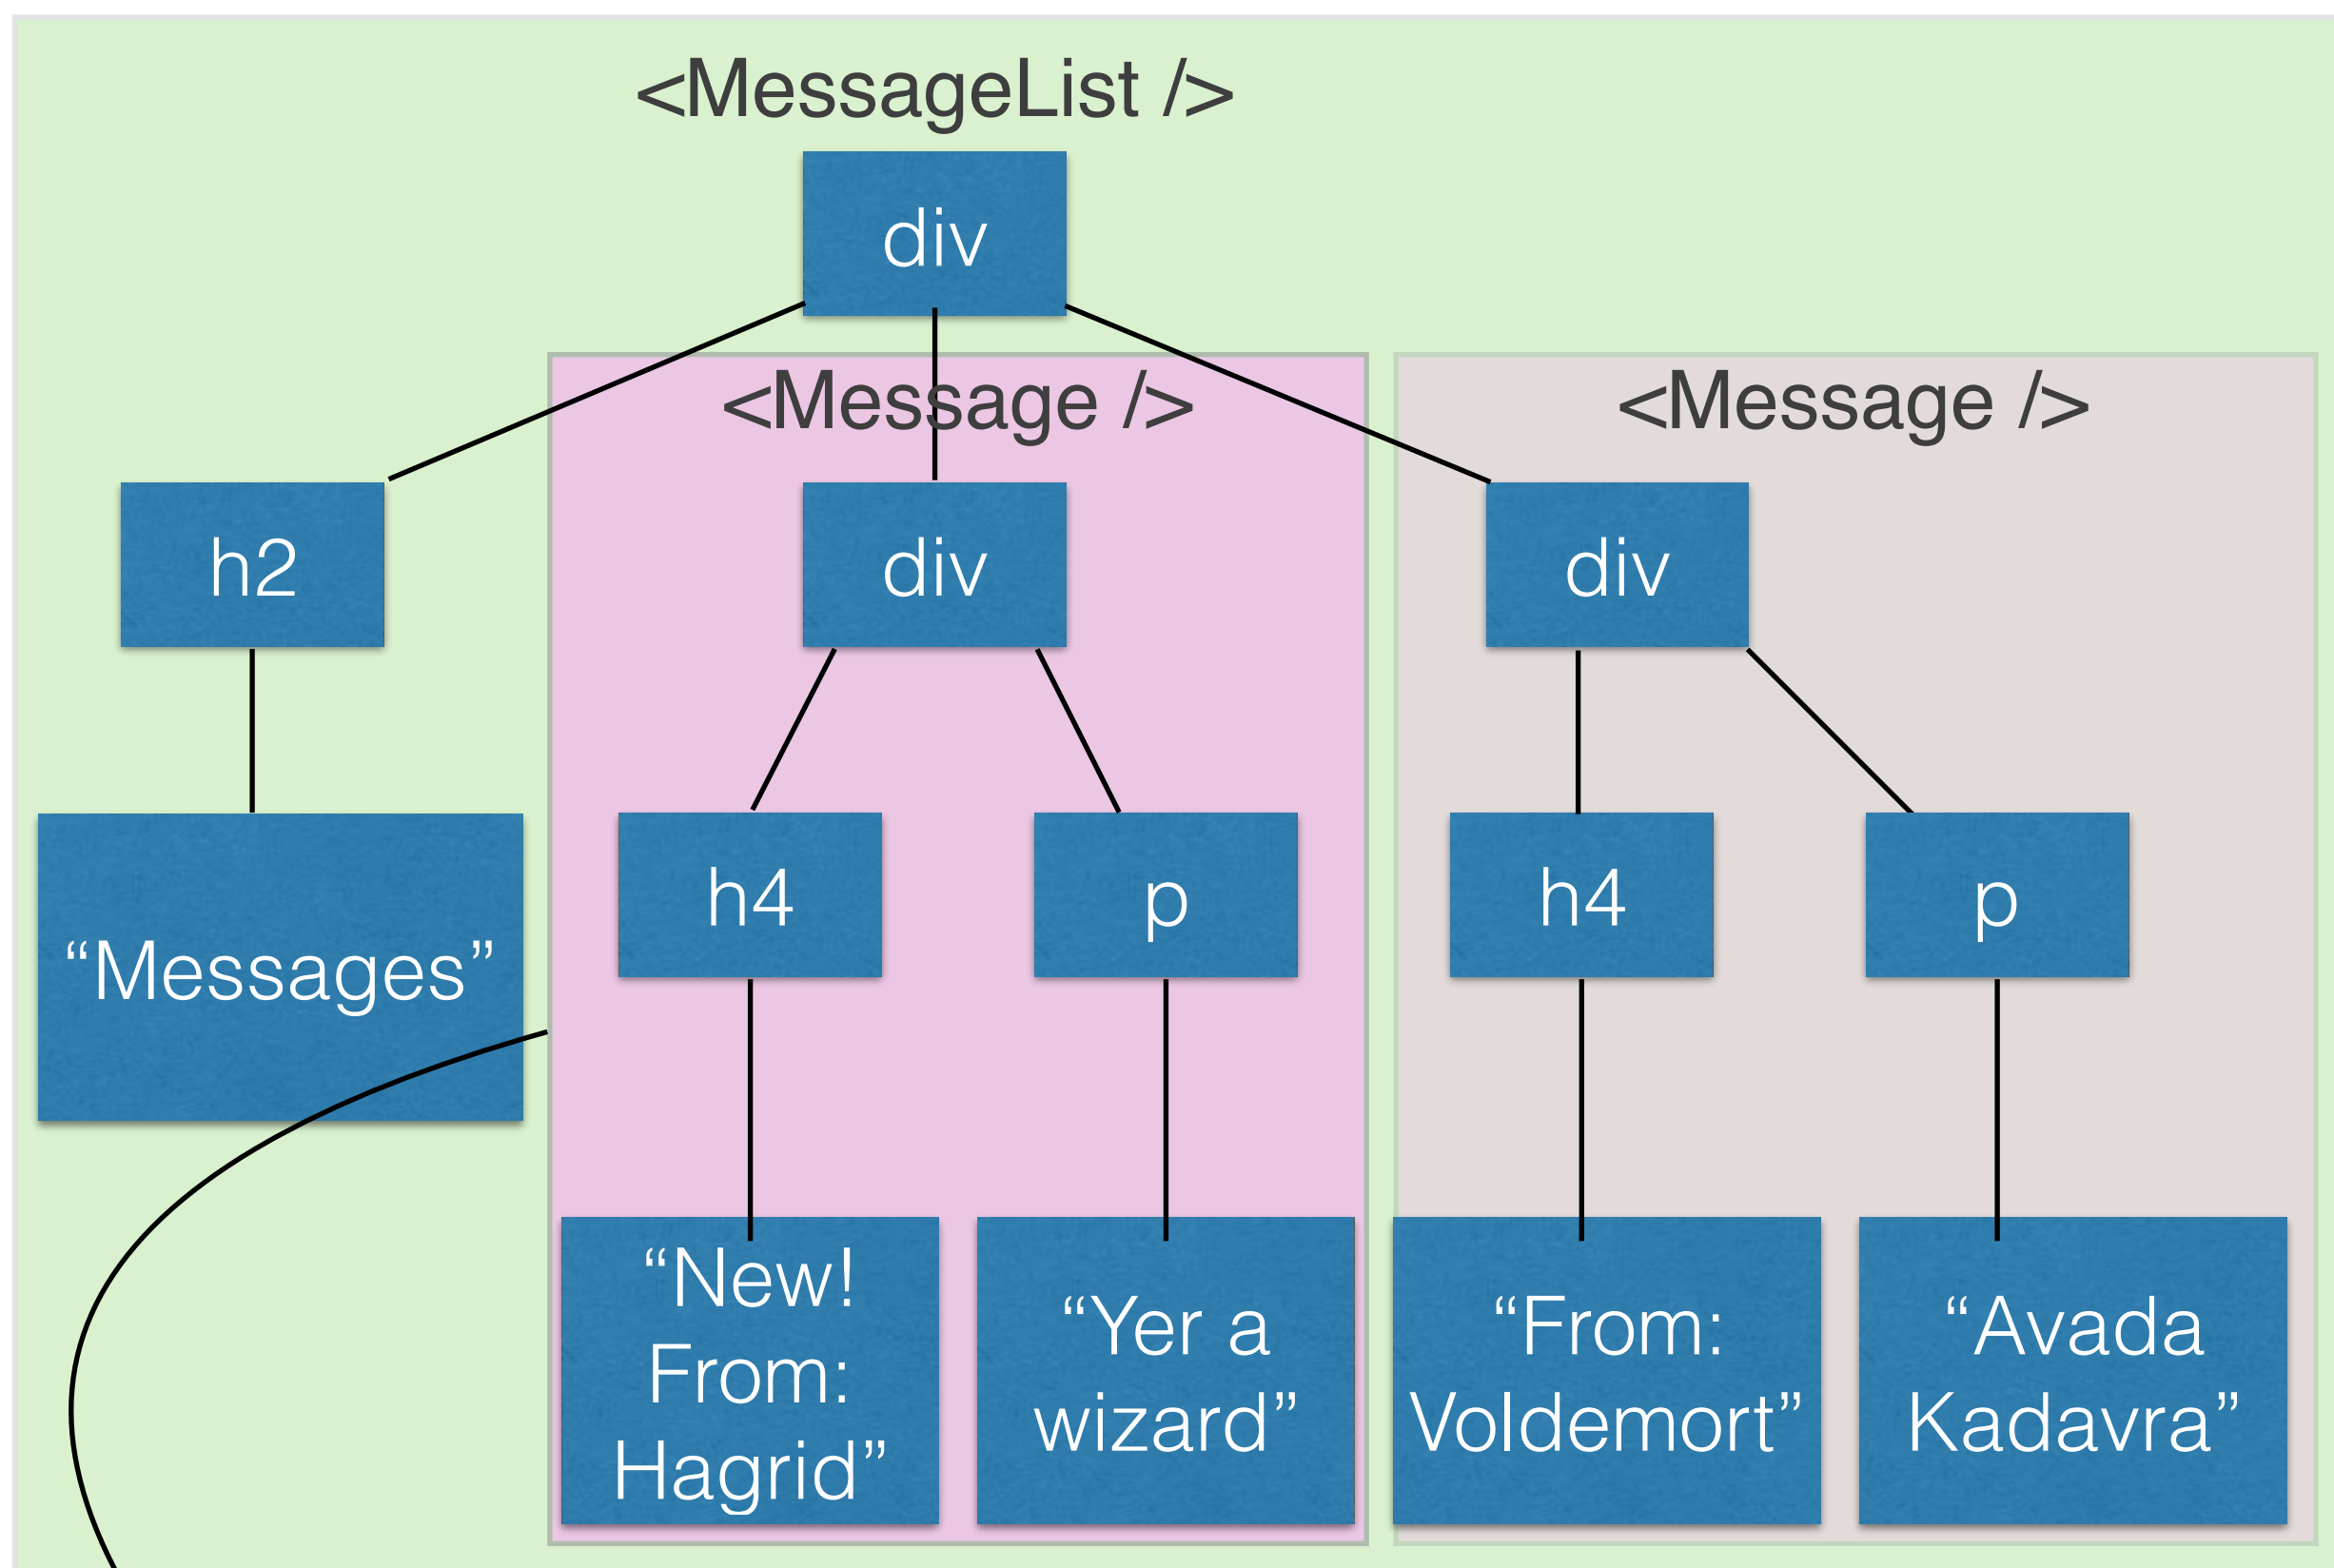 <MessageList />
div
<Message />
<Message />
h2
div
div
“Messages”
h4
p
h4
p
“New!
From:
Hagrid”
“Yer a
wizard”
“From:
Voldemort”
“Avada
Kadavra”